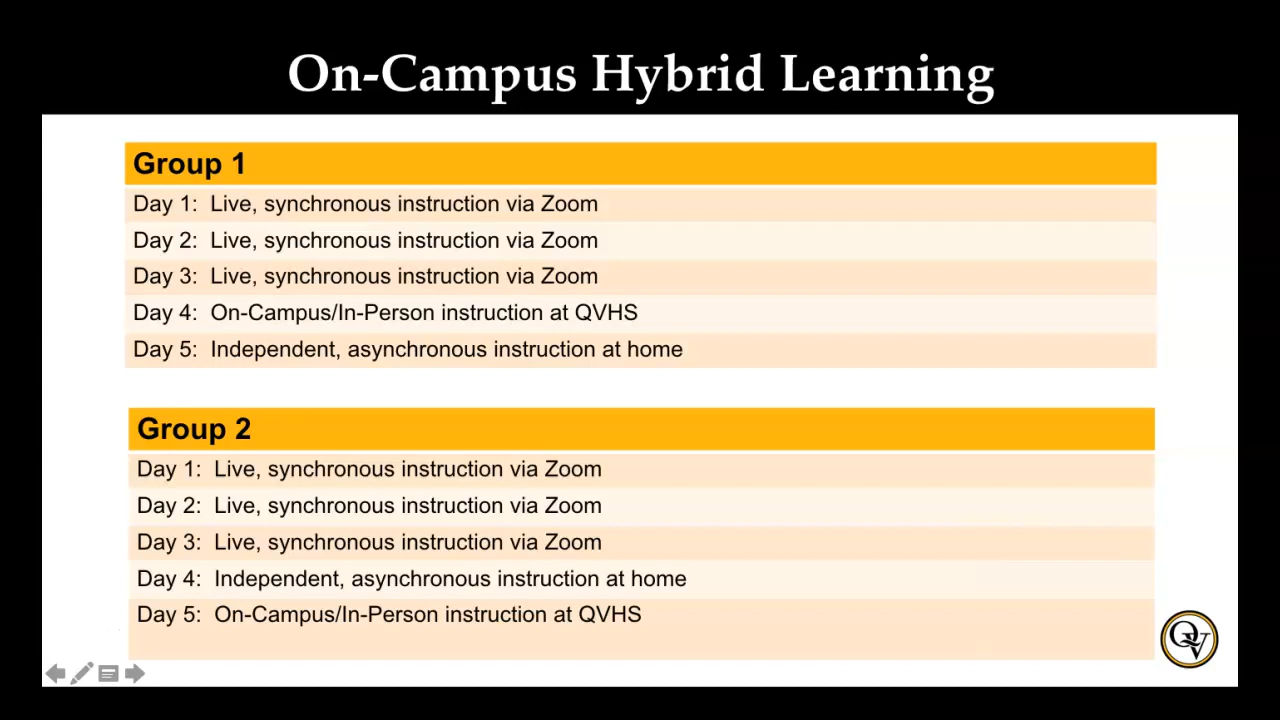 On-Campus Hybrid Learning
Group 1
Day 1: Live, synchronous instruction via Zoom
Day 2: Live, synchronous instruction via Zoom
Day 3: Live, synchronous instruction via Zoom
Day 4: On-Campus/In-Person instruction at QVHS
Day 5: Independent, asynchronous instruction at home
Group 2
Day 1: Live, synchronous instruction via Zoom
Day 2: Live, synchronous instruction via Zoom
Day 3: Live, synchronous instruction via Zoom
Day 4: Independent, asynchronous instruction at home
Day 5: On-Campus/In-Person instruction at QVHS
QV